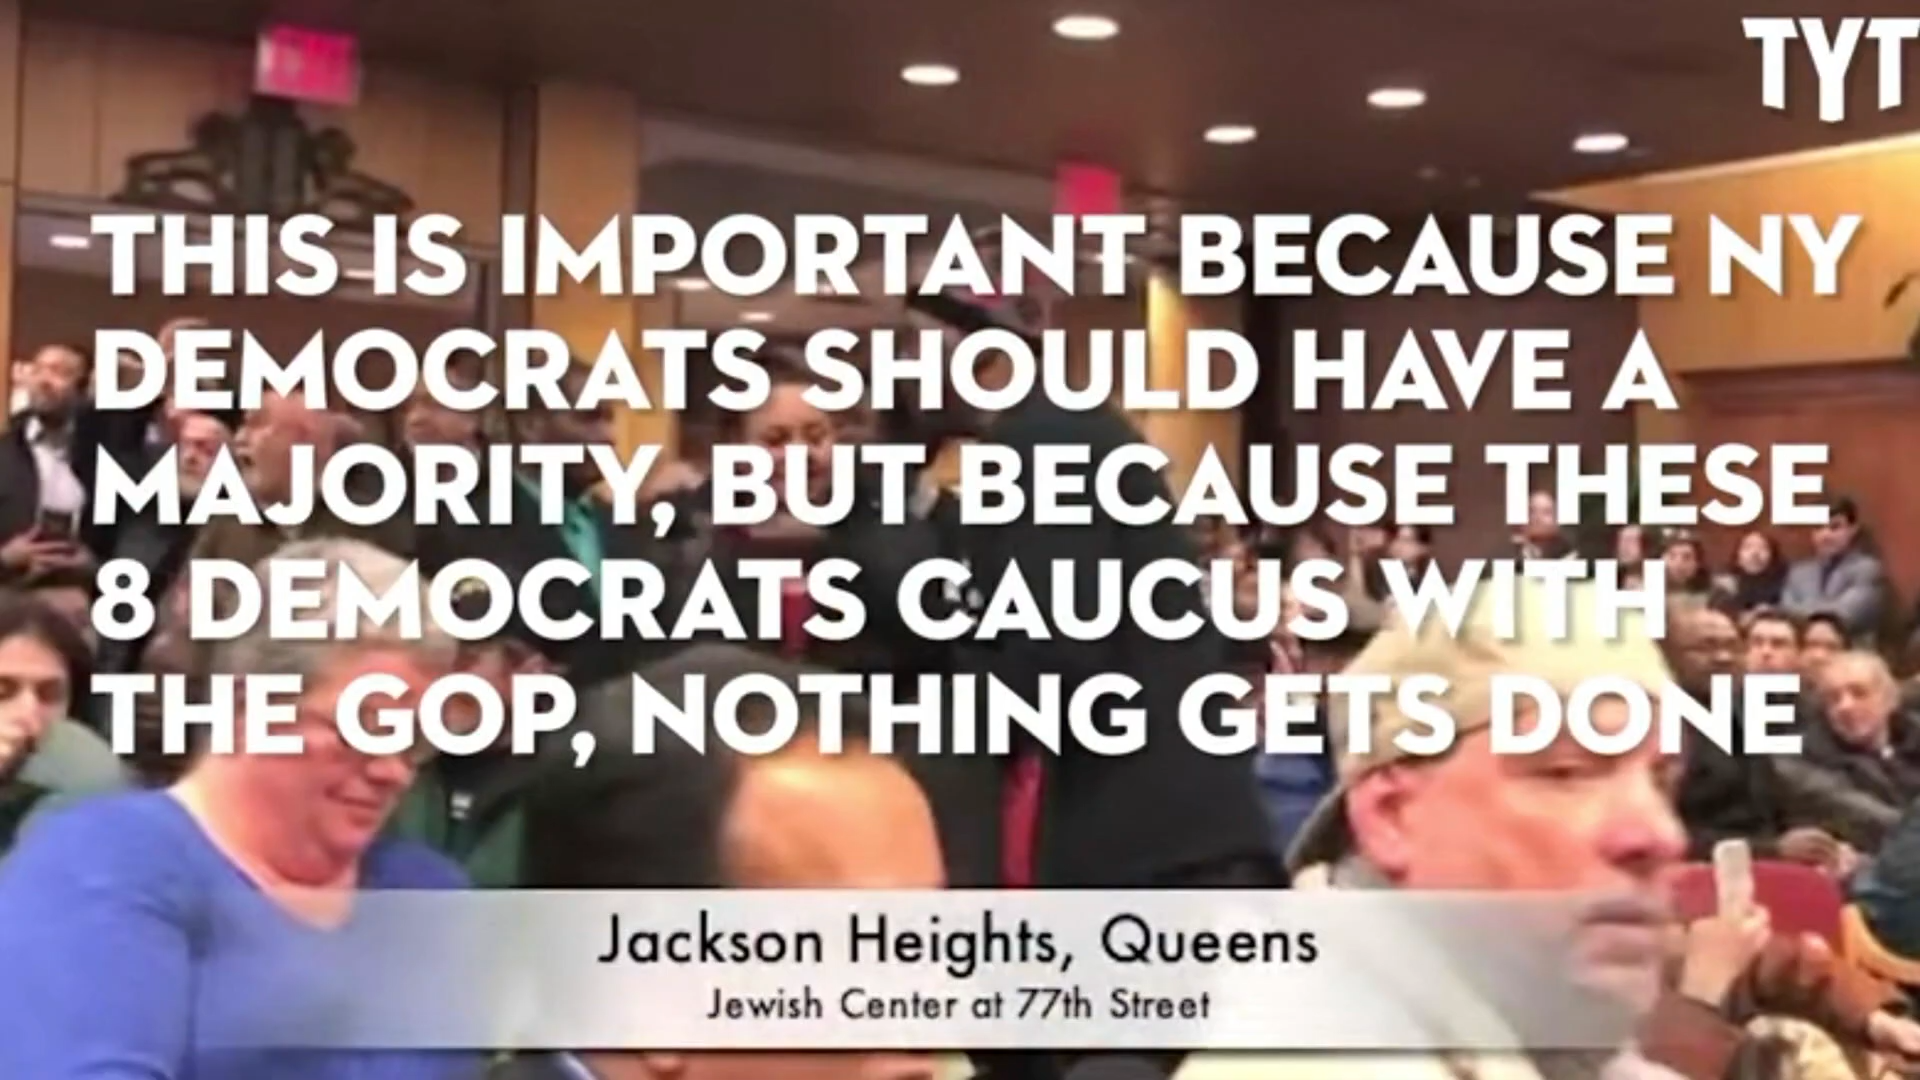 TYT
THIS IS IMPORTANT BECAUSE NY
DEMOCRATS SHOULD HAVE A
MAJORITY, BUT BECAUSE THESE
8 DEMOCRATS CAUCUS WITH
THE GOP, NOTHING GETS DONE
Jackson Heights, Queens
Jewish Center at 77th Street